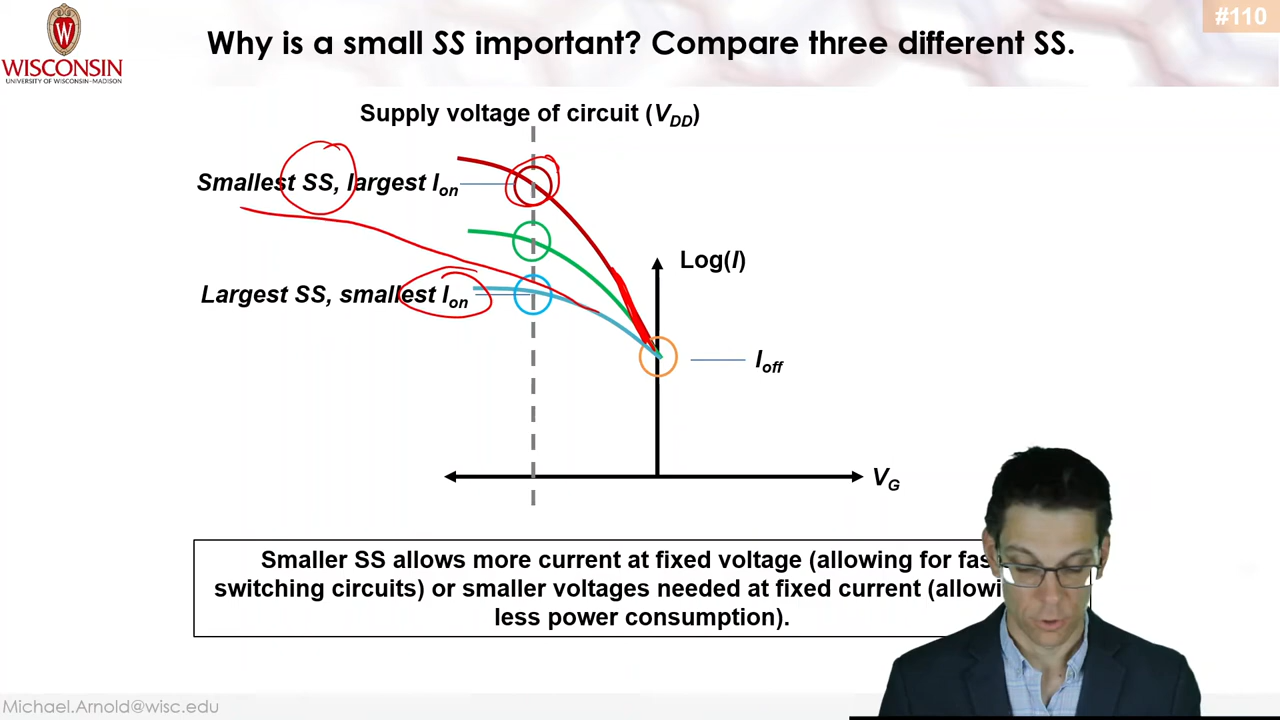 #110
Why is a small SS important? Compare three different SS.
WISCONSIN
UNIVERSITY OF WISCONSIN-MADISON
Supply voltage of circuit (VDD)
Smallest SS, largest Ion
Log(I)
Largest SS, smallest Ion
Ioff
VG
Smaller SS allows more current at fixed voltage (allowing for
switching circuits) or smaller voltages needed at fixed current
less power consumption).
Michael.Arnold@wisc.edu